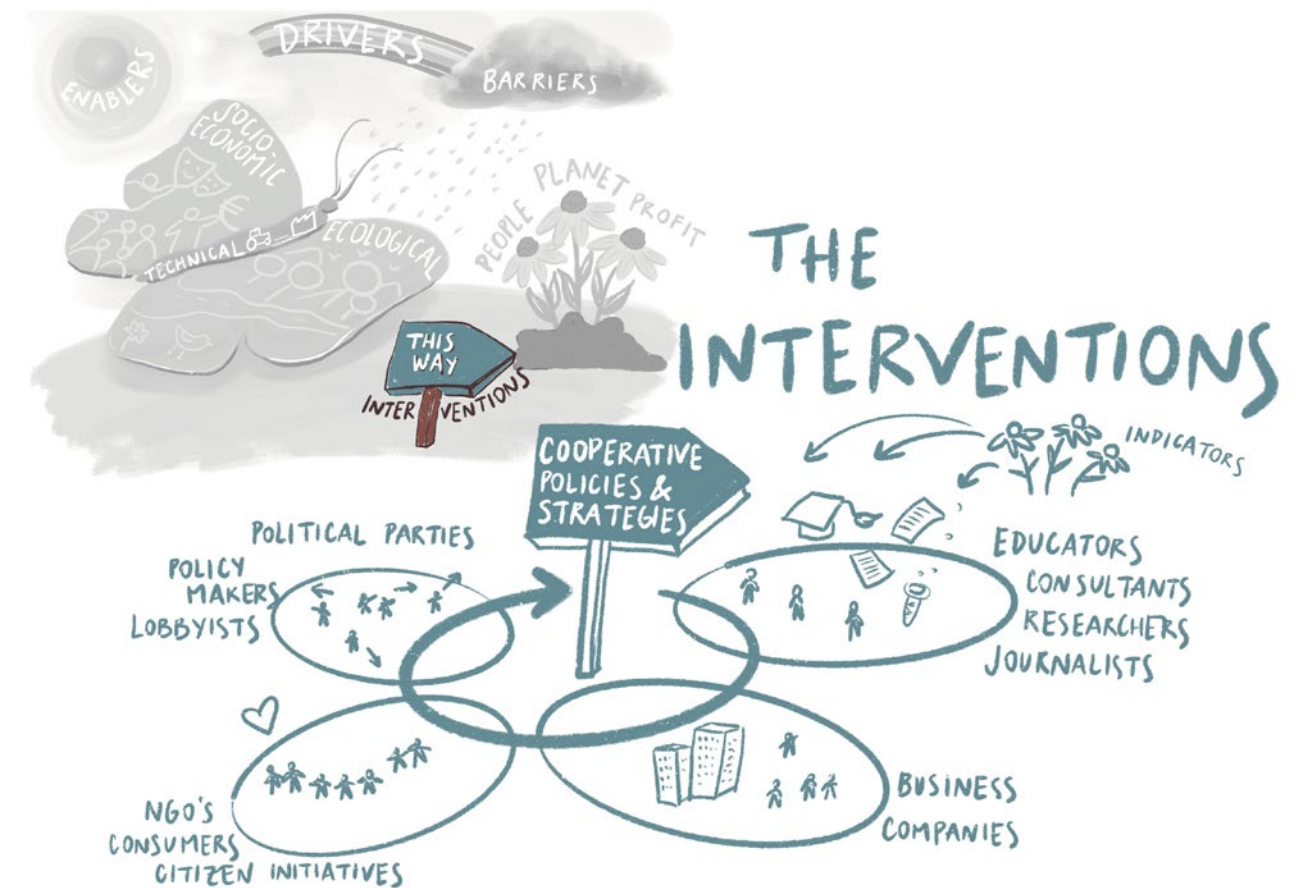 ENABLERS
DRIVERS
BARRIERS
SOCIO
ECONOMIC
TECHNICAL
ECOLOGICAL
PEOPLE PLANET PROFIT
THIS
WAY
INTERVENTIONS
THE
INTERVENTIONS
INDICATORS
COOPERATIVE
POLICIES &
STRATEGIES
POLITICAL PARTIES
POLICY
MAKERS
LOBBYISTS
EDUCATORS
CONSULTANTS
RESEARCHERS
JOURNALISTS
NGO'S
CONSUMERS
CITIZEN INITIATIVES
BUSINESS
COMPANIES